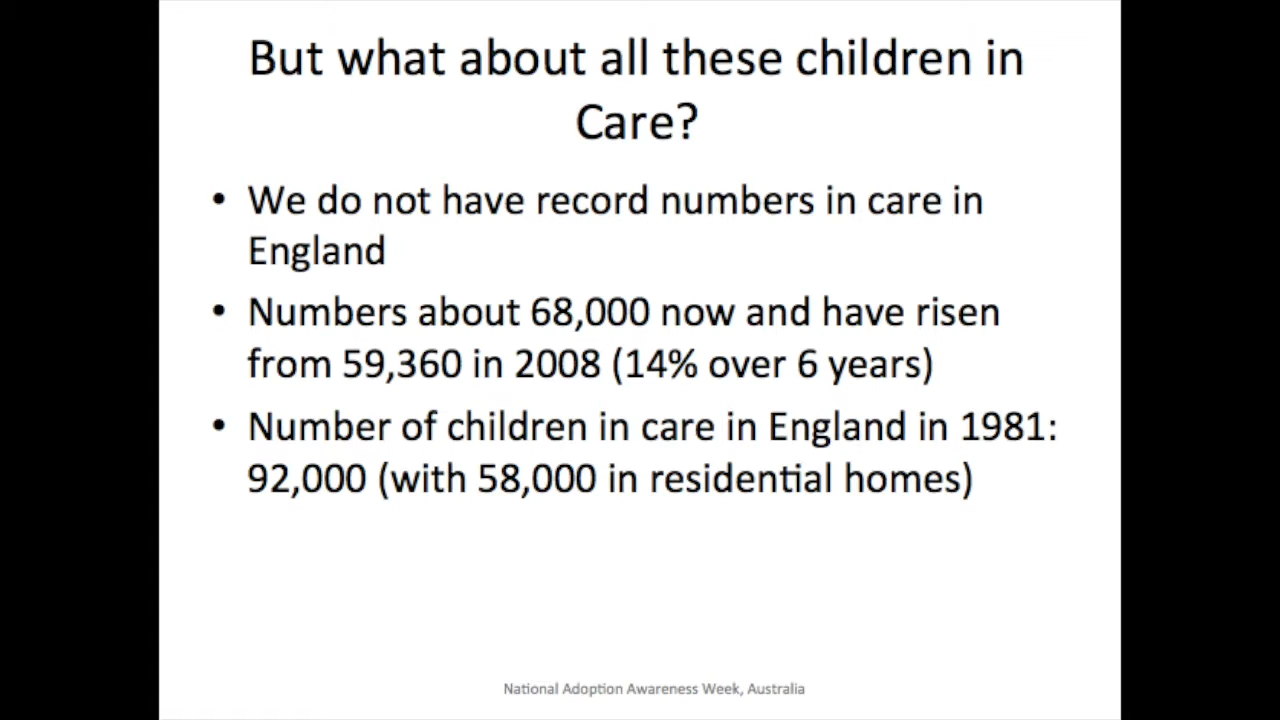 But what about all these children in
Care?
• We do not have record numbers in care in
England
• Numbers about 68,000 now and have risen
from 59,360 in 2008 (14% over 6 years)
• Number of children in care in England in 1981:
92,000 (with 58,000 in residential homes)
National Adoption Awareness Week, Australia